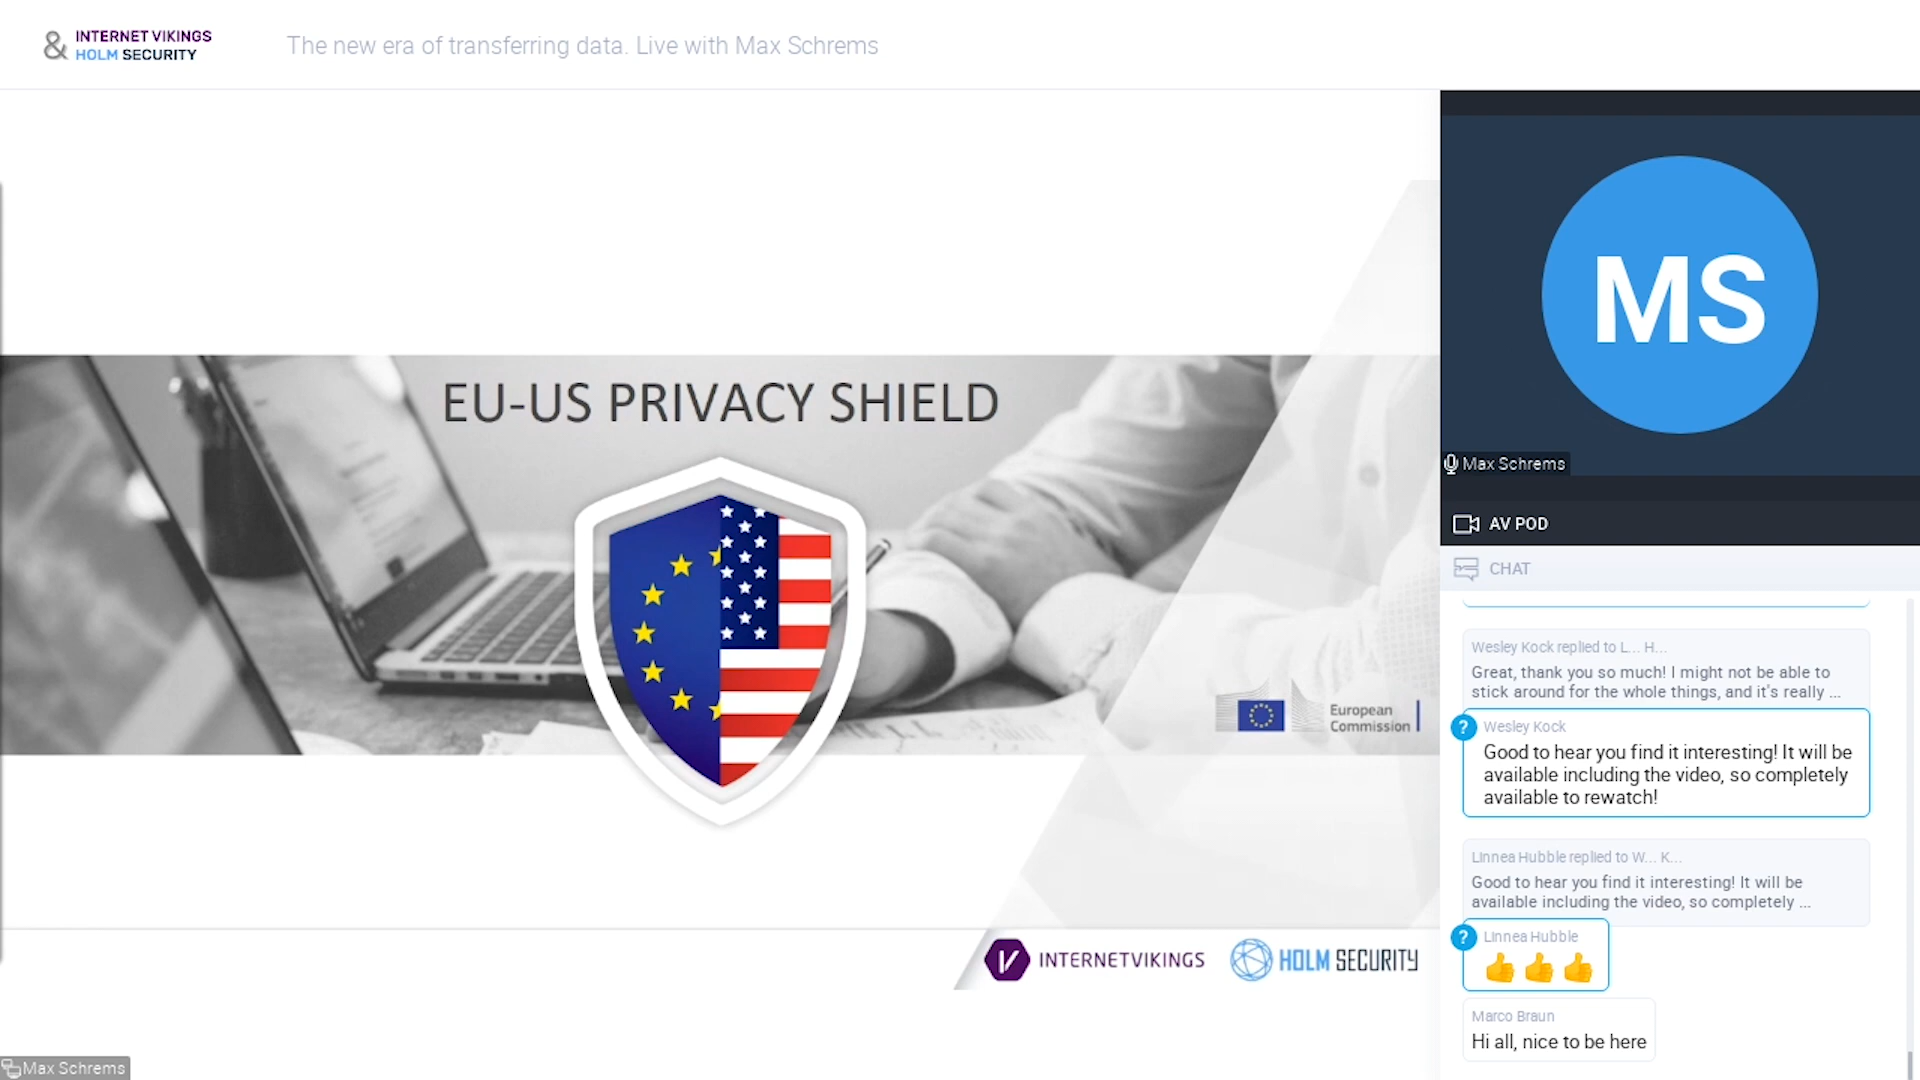 & INTERNET VIKINGS
HOLM SECURITY
The new era of transferring data. Live with Max Schrems
EU-US PRIVACY SHIELD
European
Commission
V INTERNETVIKINGS
HOLM SECURITY
Max Schrems
MS
Max Schrems
AV POD
CHAT
Wesley Kock replied to L... H...
Great, thank you so much! I might not be able to
stick around for the whole things, and it's really ...
? Wesley Kock
Good to hear you find it interesting! It will be
available including the video, so completely
available to rewatch!
Linnea Hubble replied to W... K...
Good to hear you find it interesting! It will be
available including the video, so completely ...
? Linnea Hubble
👍 👍 👍
Marco Braun
Hi all, nice to be here